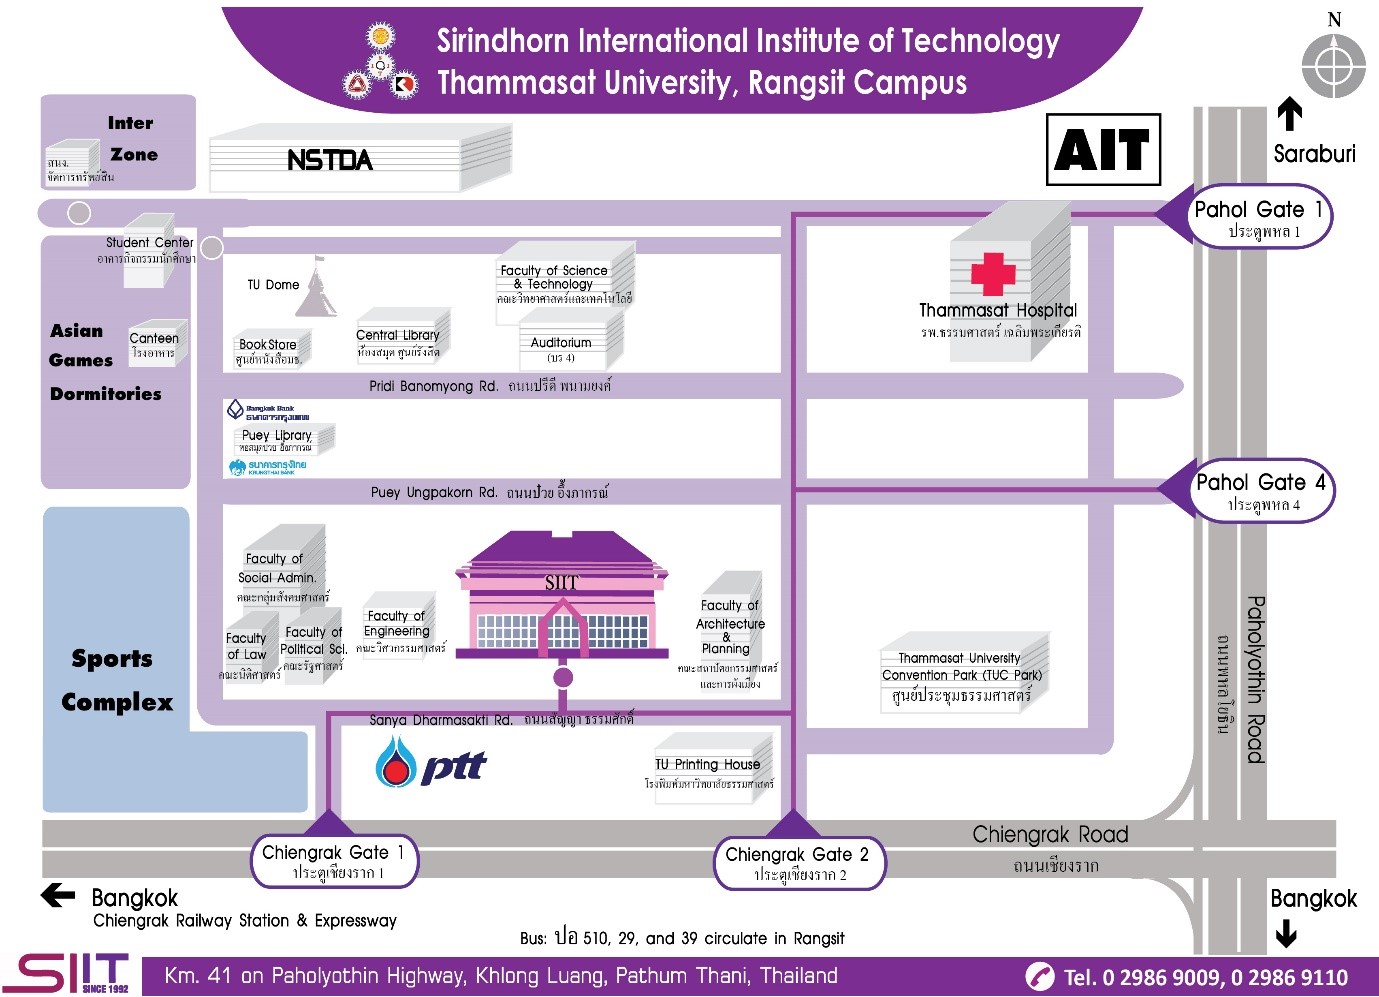 Sirindhorn International Institute of Technology
Thammasat University, Rangsit Campus
N
Saraburi
Inter
Zone
สนง.
จัดการทรัพย์สิน
NSTDA
AIT
Pahol Gate 1
ประตูพหล 1
Student Center
อาคารกิจกรรมนักศึกษา
TU Dome
Faculty of Science
& Technology
คณะวิทยาศาสตร์และเทคโนโลยี
Thammasat Hospital
รพ.ธรรมศาสตร์ เฉลิมพระเกียรติ
Asian
Games
Dormitories
Canteen
โรงอาหาร
Book Store
ศูนย์หนังสือมธ.
Central Library
ห้องสมุด ศูนย์รังสิต
Auditorium
(บร 4)
Pridi Banomyong Rd. ถนนปรีดี พนามยงค์
Bangkok Bank
ธนาคารกรุงเทพ
Puey Library
หอสมุดป๋วย อึ๊งภากรณ์
ธนาคารกรุงไทย
KRUNGTHAI BANK
Puey Ungpakorn Rd. ถนนป๋วย อึ๊งภากรณ์
Pahol Gate 4
ประตูพหล 4
Sports
Complex
Faculty of
Social Admin.
คณะกลุ่มสังคมศาสตร์
Faculty
of Law
คณะนิติศาสตร์
Faculty of
Political Sci.
คณะรัฐศาสตร์
Faculty of
Engineering
คณะวิศวกรรมศาสตร์
SIIT
Faculty of
Architecture
&
Planning
คณะสถาปัตยกรรมศาสตร์
และการผังเมือง
Thammasat University
Convention Park (TUC Park)
ศูนย์ประชุมธรรมศาสตร์
Paholyothin Road
ถนนพหลโยธิน
Sanya Dharmasakti Rd. ถนนสัญญา ธรรมศักดิ์
ptt
TU Printing House
โรงพิมพ์มหาวิทยาลัยธรรมศาสตร์
Chiengrak Road
ถนนเชียงราก
Chiengrak Gate 1
ประตูเชียงราก 1
Chiengrak Gate 2
ประตูเชียงราก 2
Bangkok
Chiengrak Railway Station & Expressway
Bangkok
Bus: ปอ 510, 29, and 39 circulate in Rangsit
SIIT
SINCE 1992
Km. 41 on Paholyothin Highway, Khlong Luang, Pathum Thani, Thailand
Tel. 0 2986 9009, 0 2986 9110